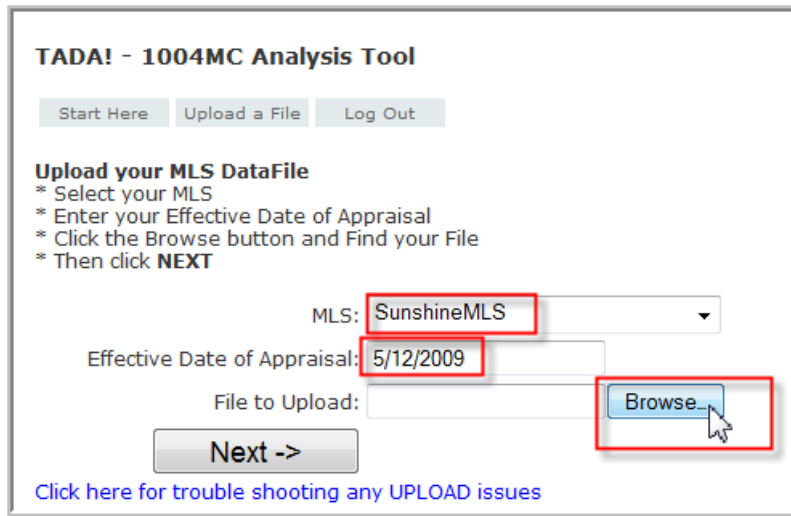 TADA! - 1004MC Analysis Tool
Start Here Upload a File Log Out
Upload your MLS DataFile
* Select your MLS
* Enter your Effective Date of Appraisal
* Click the Browse button and Find your File
* Then click NEXT
MLS: SunshineMLS
Effective Date of Appraisal: 5/12/2009
File to Upload: Browse...
Next ->
Click here for trouble shooting any UPLOAD issues